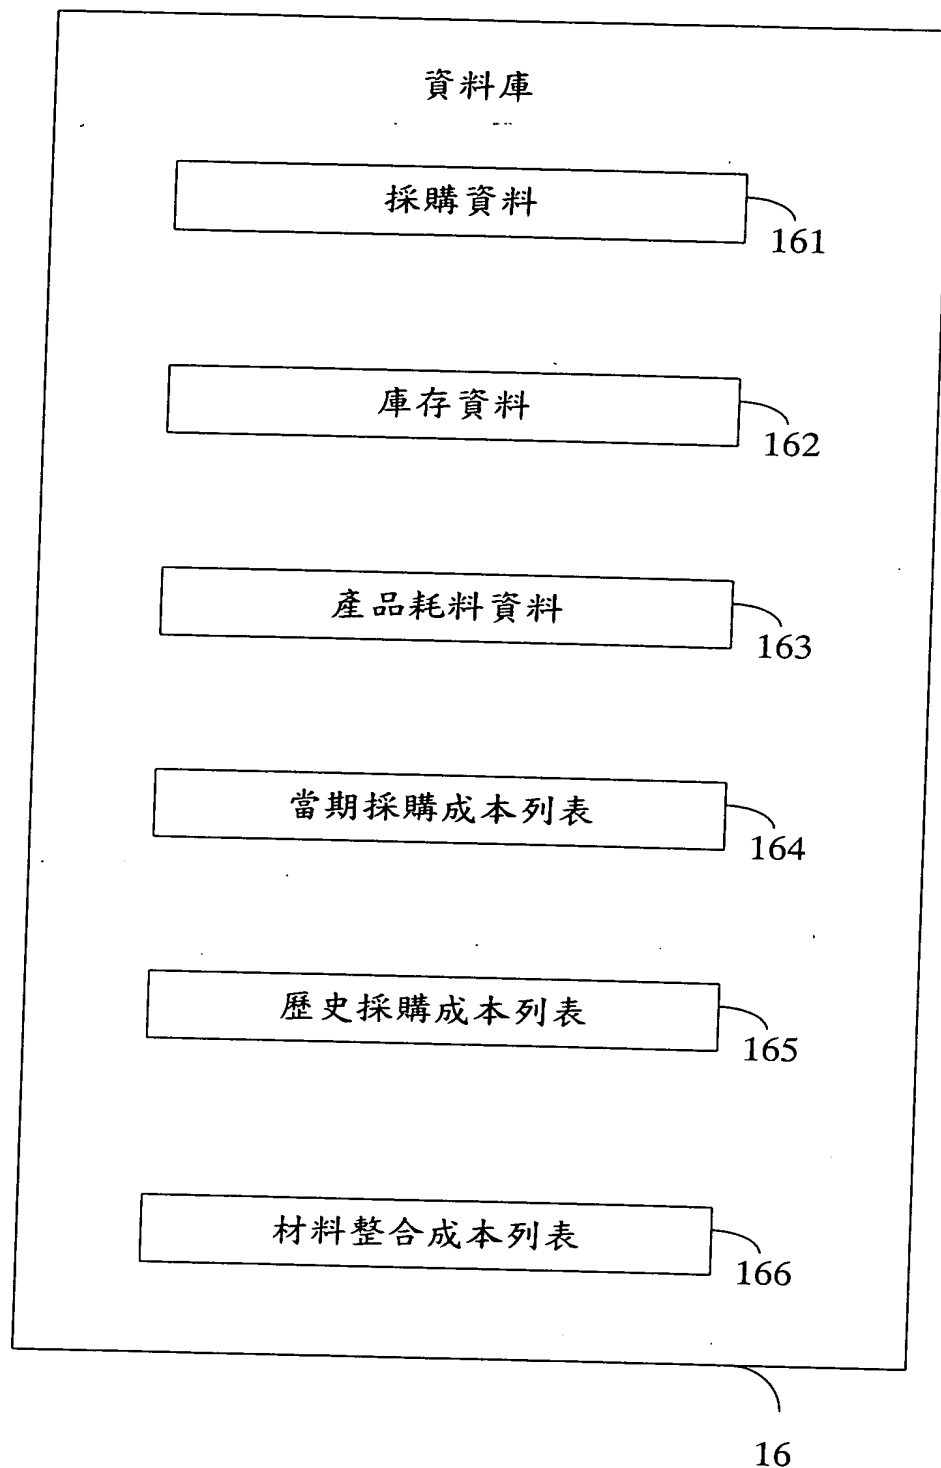 資料庫
採購資料
161
庫存資料
162
產品耗料資料
163
當期採購成本列表
164
歷史採購成本列表
165
材料整合成本列表
166
16